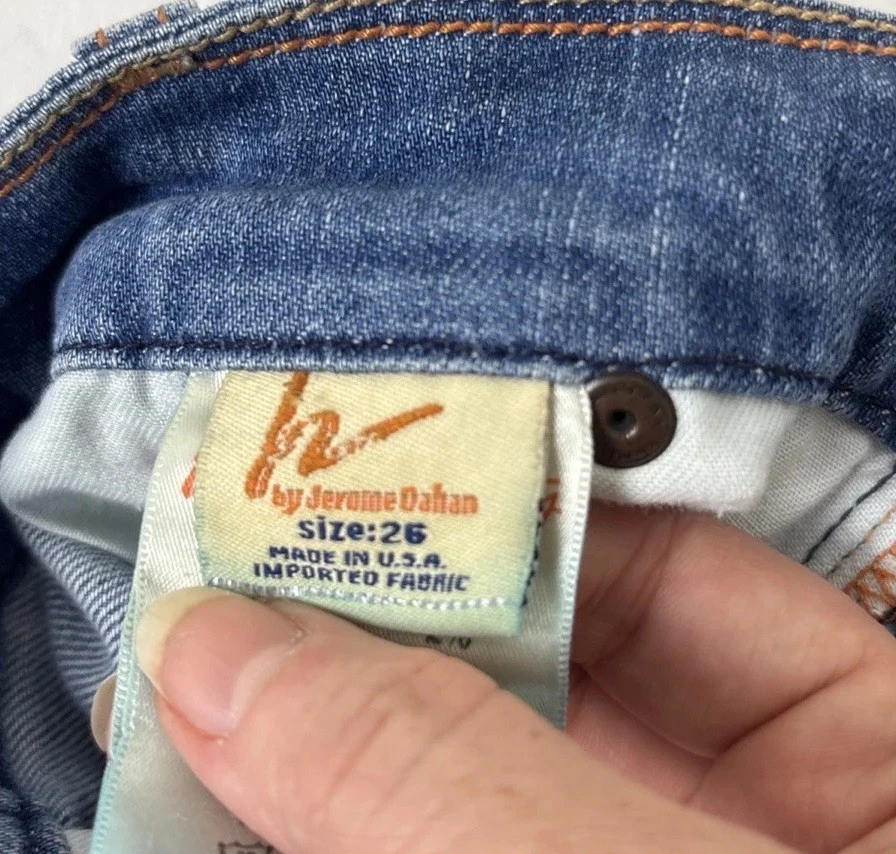 by Jerome Dahan
size:26
MADE IN U.S.A.
IMPORTED FABRIC